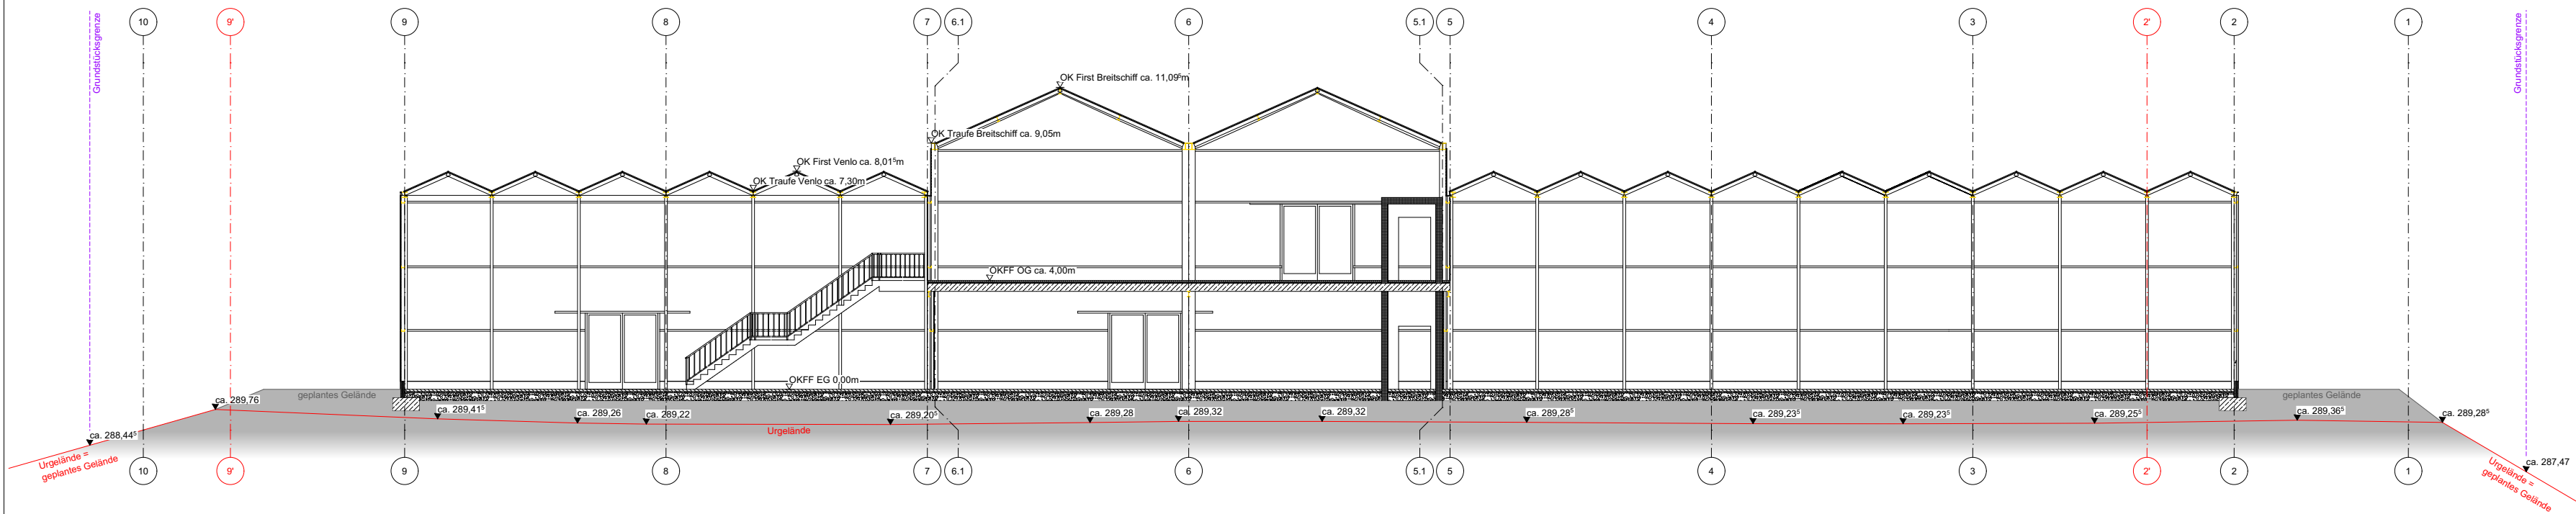 10 9' 9 8 7 6.1 6 5.1 5 4 3 2' 2 1
Grundstücksgrenze
Grundstücksgrenze
OK First Breitschiff ca. 11,09⁵m
OK Traufe Breitschiff ca. 9,05m
OK First Venlo ca. 8,01⁵m
OK Traufe Venlo ca. 7,30m
OKFF OG ca. 4,00m
OKFF EG 0,00m
geplantes Gelände
geplantes Gelände
ca. 288,44⁵
ca. 289,76
ca. 289,41⁵
ca. 289,26
ca. 289,22
ca. 289,20⁵
ca. 289,28
ca. 289,32
ca. 289,32
ca. 289,28⁵
ca. 289,23⁵
ca. 289,23⁵
ca. 289,25⁵
ca. 289,36⁵
ca. 289,28⁵
ca. 287,47
Urgelände
Urgelände =
geplantes Gelände
Urgelände =
geplantes Gelände
10 9' 9 8 7 6.1 6 5.1 5 4 3 2' 2 1